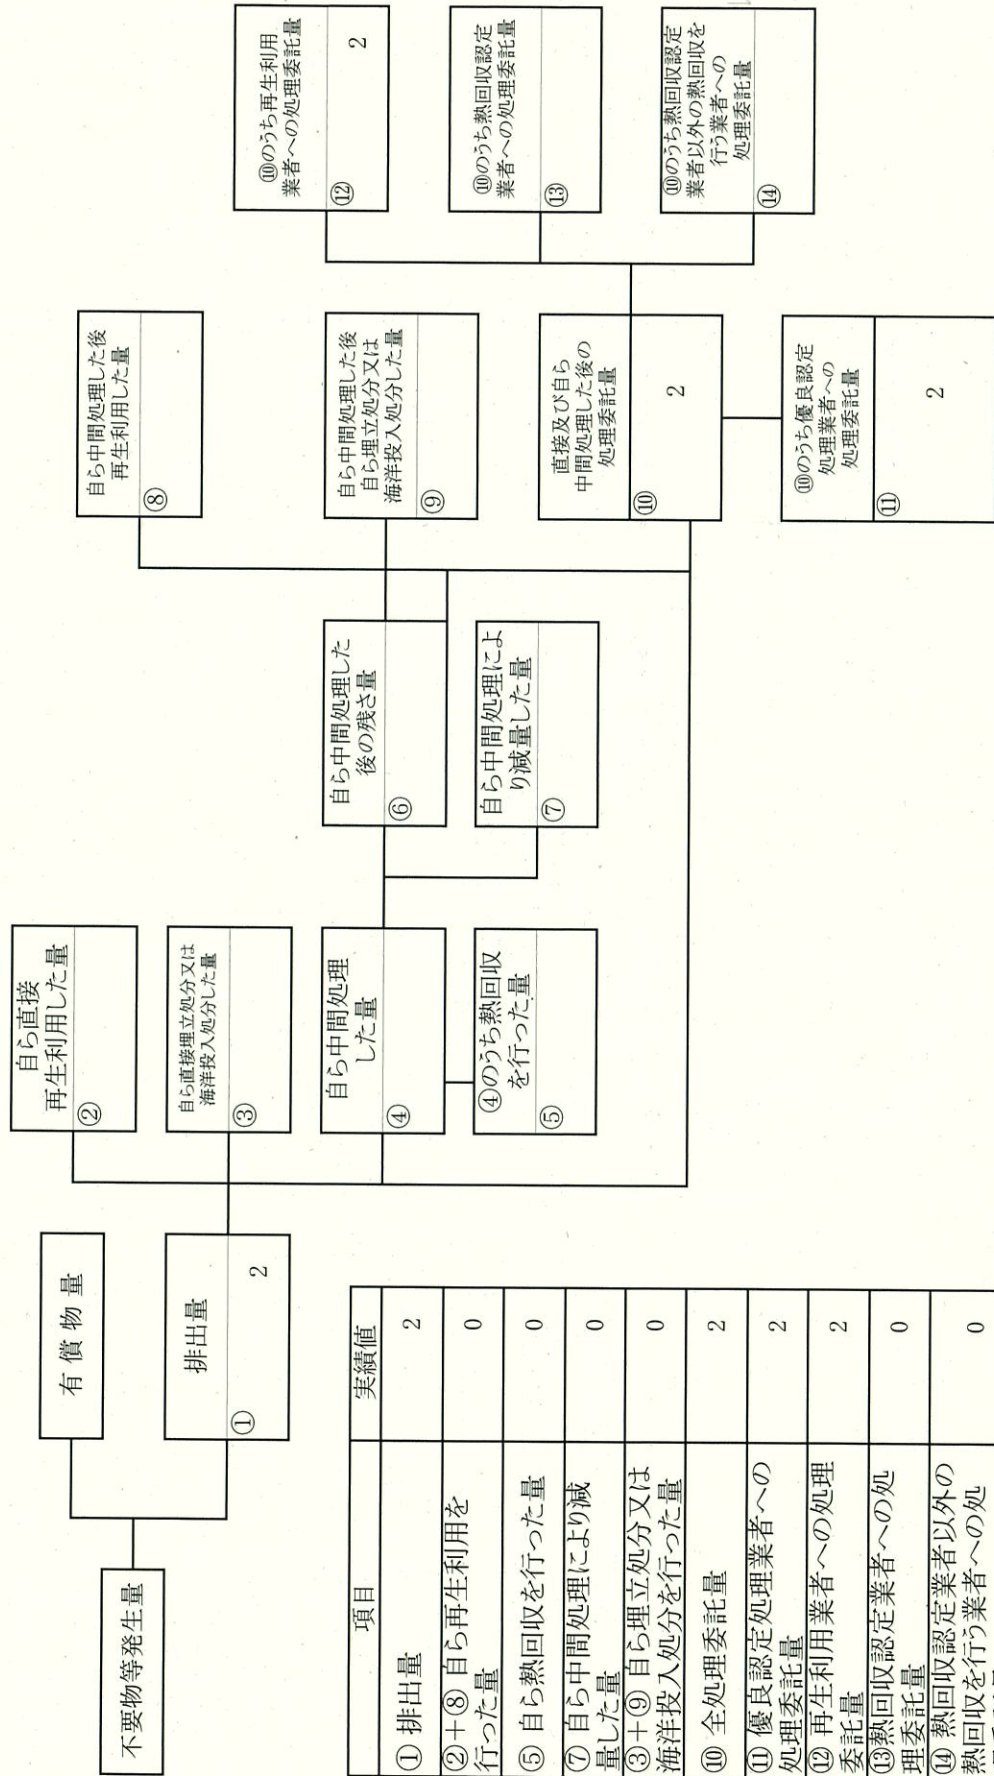 不要物等発生量
有償物量
排出量
①
2
自ら直接
再生利用した量
②
自ら直接埋立処分又は
海洋投入処分した量
③
自ら中間処理
した量
④
④のうち熱回収
を行った量
⑤
自ら中間処理した
後の残さ量
⑥
自ら中間処理によ
り減量した量
⑦
自ら中間処理した後
再生利用した量
⑧
自ら中間処理した後
自ら埋立処分又は
海洋投入処分した量
⑨
直接及び自ら
中間処理した後の
処理委託量
⑩
2
⑩のうち優良認定
処理業者への
処理委託量
⑪
2
⑩のうち再生利用
業者への処理委託量
⑫
2
⑩のうち熱回収認定
業者への処理委託量
⑬
⑩のうち熱回収認定
業者以外の熱回収を
行う業者への
処理委託量
⑭
項目 実績値
① 排出量 2
②+⑧ 自ら再生利用を
行った量 0
⑤ 自ら熱回収を行った量 0
⑦ 自ら中間処理により減
量した量 0
③+⑨ 自ら埋立処分又は
海洋投入処分を行った量 0
⑩ 全処理委託量 2
⑪ 優良認定処理業者への
処理委託量 2
⑫ 再生利用業者への処理
委託量 2
⑬熱回収認定業者への処
理委託量 0
⑭ 熱回収認定業者以外の
熱回収を行う業者への処 0